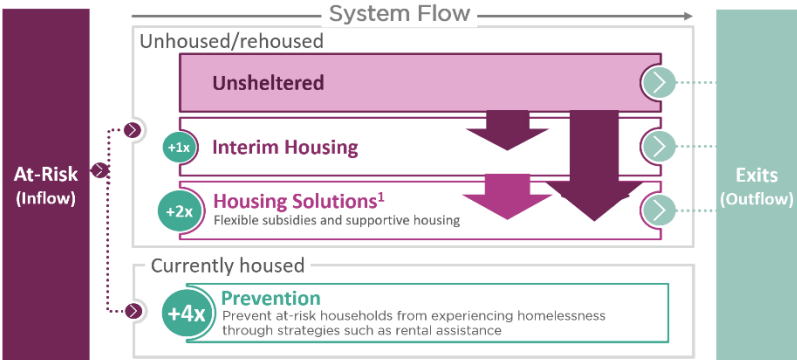 System Flow
Unhoused/rehoused
Unsheltered
+1x
Interim Housing
At-Risk
(Inflow)
Exits
(Outflow)
+2x
Housing Solutions¹
Flexible subsidies and supportive housing
Currently housed
+4x
Prevention
Prevent at-risk households from experiencing homelessness
through strategies such as rental assistance